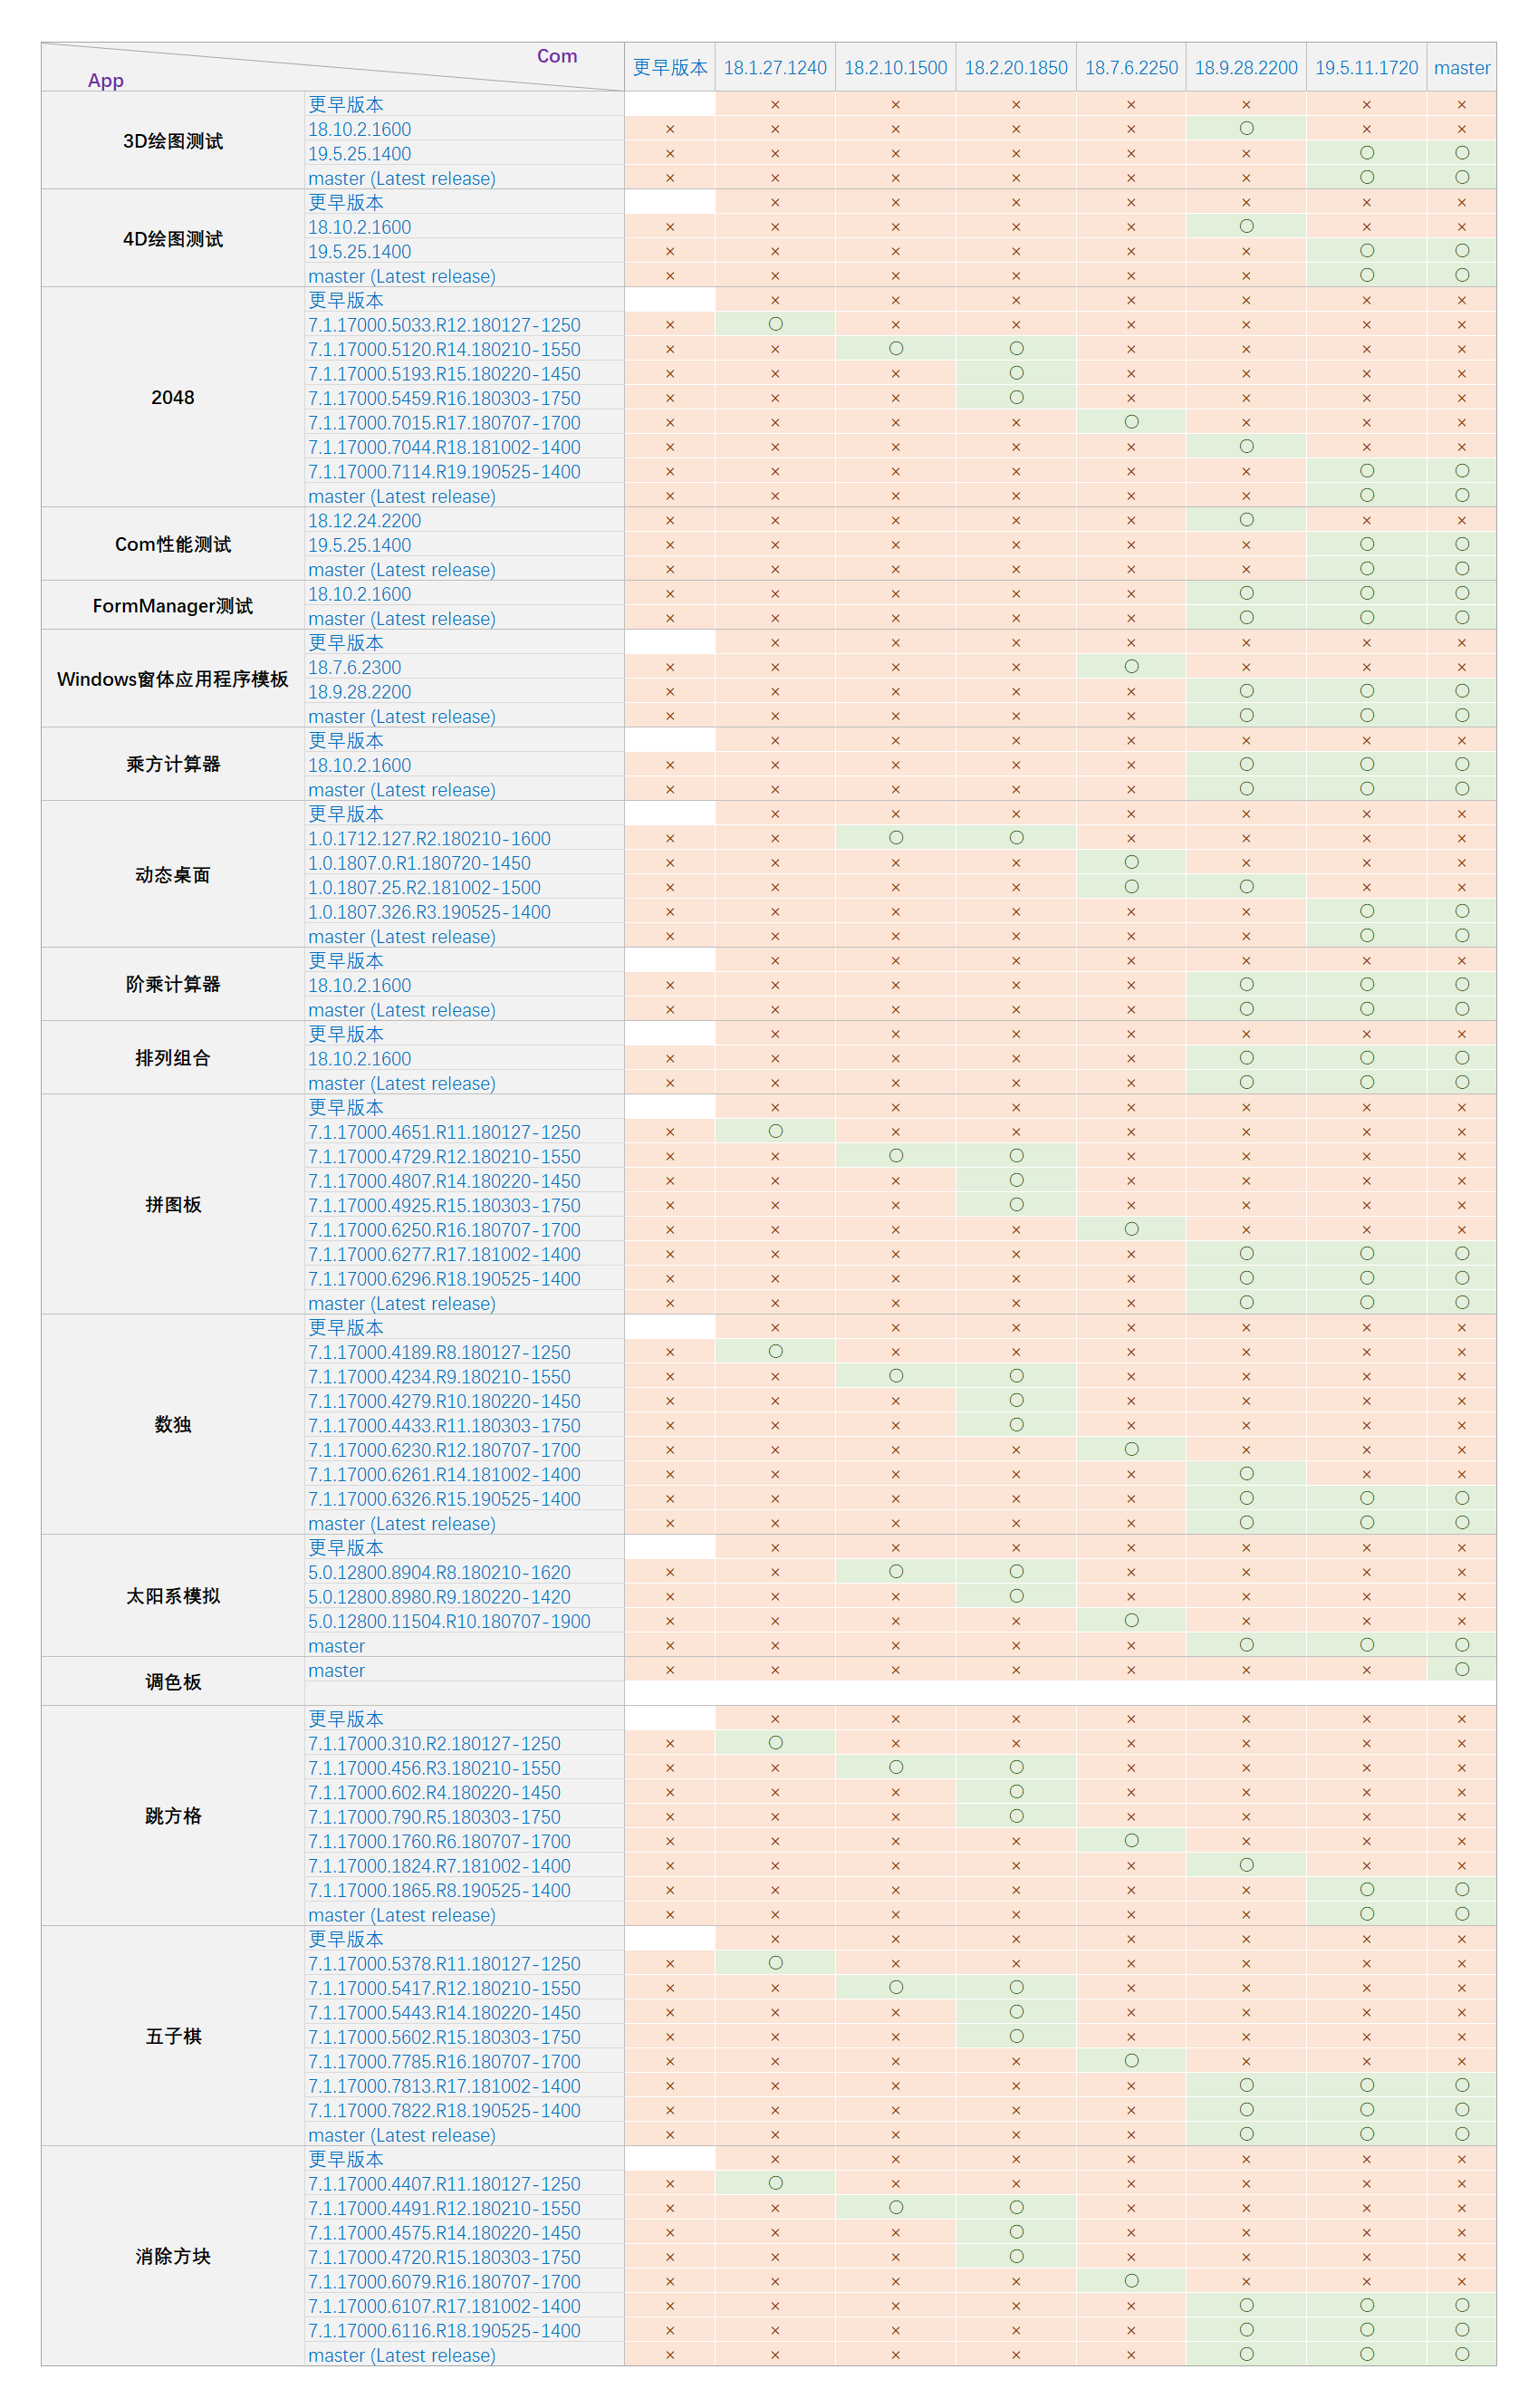 Com
App
更早版本 18.1.27.1240 18.2.10.1500 18.2.20.1850 18.7.6.2250 18.9.28.2200 19.5.11.1720 master
3D绘图测试
更早版本 × × × × × × ×
18.10.2.1600 × × × × × ○ × ×
19.5.25.1400 × × × × × × ○ ○
master (Latest release) × × × × × × ○ ○
4D绘图测试
更早版本 × × × × × × ×
18.10.2.1600 × × × × × ○ × ×
19.5.25.1400 × × × × × × ○ ○
master (Latest release) × × × × × × ○ ○
2048
更早版本 × × × × × × ×
7.1.17000.5033.R12.180127-1250 × ○ × × × × × ×
7.1.17000.5120.R14.180210-1550 × × ○ ○ × × × ×
7.1.17000.5193.R15.180220-1450 × × × ○ × × × ×
7.1.17000.5459.R16.180303-1750 × × × ○ × × × ×
7.1.17000.7015.R17.180707-1700 × × × × ○ × × ×
7.1.17000.7044.R18.181002-1400 × × × × × ○ × ×
7.1.17000.7114.R19.190525-1400 × × × × × × ○ ○
master (Latest release) × × × × × × ○ ○
Com性能测试
18.12.24.2200 × × × × × ○ × ×
19.5.25.1400 × × × × × × ○ ○
master (Latest release) × × × × × × ○ ○
FormManager测试
18.10.2.1600 × × × × × ○ ○ ○
master (Latest release) × × × × × ○ ○ ○
Windows窗体应用程序模板
更早版本 × × × × × × ×
18.7.6.2300 × × × × ○ × × ×
18.9.28.2200 × × × × × ○ ○ ○
master (Latest release) × × × × × ○ ○ ○
乘方计算器
更早版本 × × × × × × ×
18.10.2.1600 × × × × × ○ ○ ○
master (Latest release) × × × × × ○ ○ ○
动态桌面
更早版本 × × × × × × ×
1.0.1712.127.R2.180210-1600 × × ○ ○ × × × ×
1.0.1807.0.R1.180720-1450 × × × × ○ × × ×
1.0.1807.25.R2.181002-1500 × × × × ○ ○ × ×
1.0.1807.326.R3.190525-1400 × × × × × × ○ ○
master (Latest release) × × × × × × ○ ○
阶乘计算器
更早版本 × × × × × × ×
18.10.2.1600 × × × × × ○ ○ ○
master (Latest release) × × × × × ○ ○ ○
排列组合
更早版本 × × × × × × ×
18.10.2.1600 × × × × × ○ ○ ○
master (Latest release) × × × × × ○ ○ ○
拼图板
更早版本 × × × × × × ×
7.1.17000.4651.R11.180127-1250 × ○ × × × × × ×
7.1.17000.4729.R12.180210-1550 × × ○ ○ × × × ×
7.1.17000.4807.R14.180220-1450 × × × ○ × × × ×
7.1.17000.4925.R15.180303-1750 × × × ○ × × × ×
7.1.17000.6250.R16.180707-1700 × × × × ○ × × ×
7.1.17000.6277.R17.181002-1400 × × × × × ○ ○ ○
7.1.17000.6296.R18.190525-1400 × × × × × ○ ○ ○
master (Latest release) × × × × × ○ ○ ○
数独
更早版本 × × × × × × ×
7.1.17000.4189.R8.180127-1250 × ○ × × × × × ×
7.1.17000.4234.R9.180210-1550 × × ○ ○ × × × ×
7.1.17000.4279.R10.180220-1450 × × × ○ × × × ×
7.1.17000.4433.R11.180303-1750 × × × ○ × × × ×
7.1.17000.6230.R12.180707-1700 × × × × ○ × × ×
7.1.17000.6261.R14.181002-1400 × × × × × ○ × ×
7.1.17000.6326.R15.190525-1400 × × × × × ○ ○ ○
master (Latest release) × × × × × ○ ○ ○
太阳系模拟
更早版本 × × × × × × ×
5.0.12800.8904.R8.180210-1620 × × ○ ○ × × × ×
5.0.12800.8980.R9.180220-1420 × × × ○ × × × ×
5.0.12800.11504.R10.180707-1900 × × × × ○ × × ×
master × × × × × ○ ○ ○
调色板
master × × × × × × × ○
跳方格
更早版本 × × × × × × ×
7.1.17000.310.R2.180127-1250 × ○ × × × × × ×
7.1.17000.456.R3.180210-1550 × × ○ ○ × × × ×
7.1.17000.602.R4.180220-1450 × × × ○ × × × ×
7.1.17000.790.R5.180303-1750 × × × ○ × × × ×
7.1.17000.1760.R6.180707-1700 × × × × ○ × × ×
7.1.17000.1824.R7.181002-1400 × × × × × ○ × ×
7.1.17000.1865.R8.190525-1400 × × × × × × ○ ○
master (Latest release) × × × × × × ○ ○
五子棋
更早版本 × × × × × × ×
7.1.17000.5378.R11.180127-1250 × ○ × × × × × ×
7.1.17000.5417.R12.180210-1550 × × ○ ○ × × × ×
7.1.17000.5443.R14.180220-1450 × × × ○ × × × ×
7.1.17000.5602.R15.180303-1750 × × × ○ × × × ×
7.1.17000.7785.R16.180707-1700 × × × × ○ × × ×
7.1.17000.7813.R17.181002-1400 × × × × × ○ ○ ○
7.1.17000.7822.R18.190525-1400 × × × × × ○ ○ ○
master (Latest release) × × × × × ○ ○ ○
消除方块
更早版本 × × × × × × ×
7.1.17000.4407.R11.180127-1250 × ○ × × × × × ×
7.1.17000.4491.R12.180210-1550 × × ○ ○ × × × ×
7.1.17000.4575.R14.180220-1450 × × × ○ × × × ×
7.1.17000.4720.R15.180303-1750 × × × ○ × × × ×
7.1.17000.6079.R16.180707-1700 × × × × ○ × × ×
7.1.17000.6107.R17.181002-1400 × × × × × ○ ○ ○
7.1.17000.6116.R18.190525-1400 × × × × × ○ ○ ○
master (Latest release) × × × × × ○ ○ ○